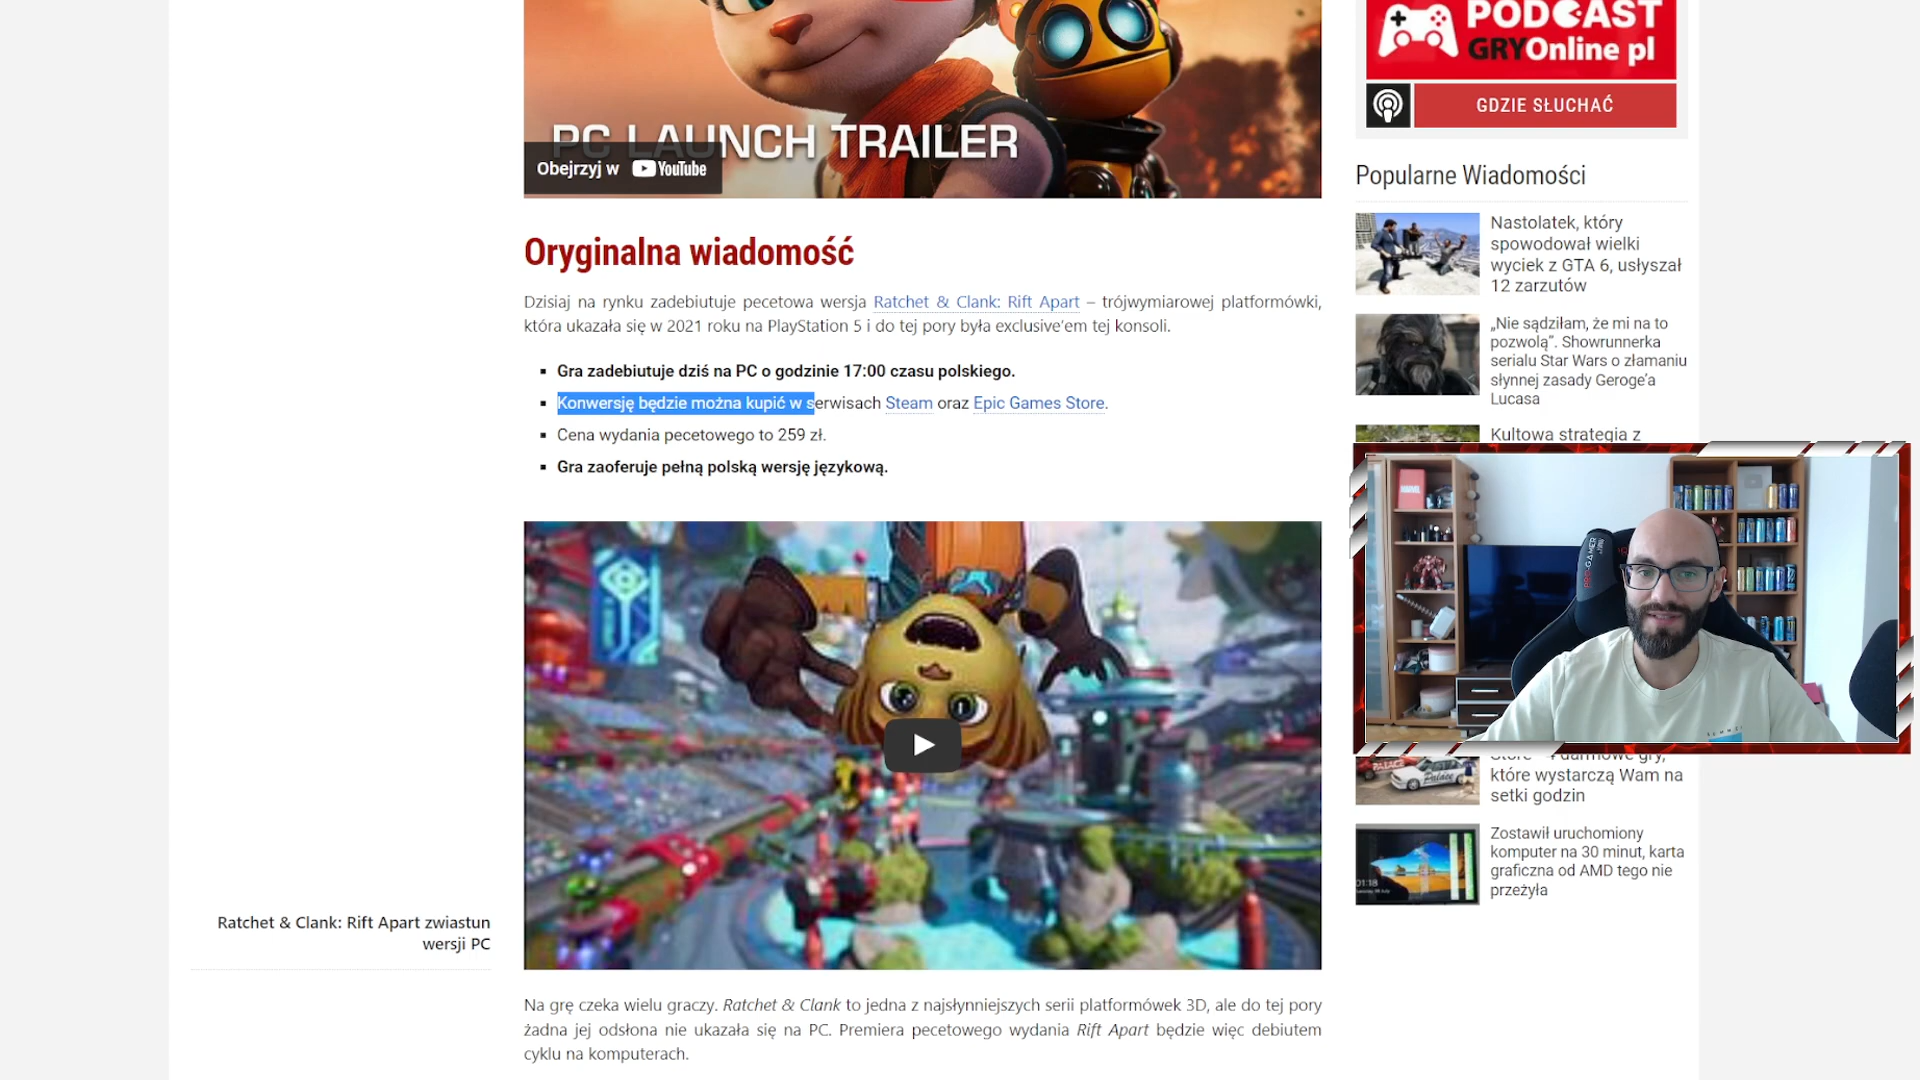 PC LAUNCH TRAILER
Obejrzyj w YouTube
Oryginalna wiadomość
Dzisiaj na rynku zadebiutuje pecetowa wersja Ratchet & Clank: Rift Apart – trójwymiarowej platformówki,
która ukazała się w 2021 roku na PlayStation 5 i do tej pory była exclusive'em tej konsoli.
Gra zadebiutuje dziś na PC o godzinie 17:00 czasu polskiego.
Konwersję będzie można kupić w serwisach Steam oraz Epic Games Store.
Cena wydania pecetowego to 259 zł.
Gra zaoferuje pełną polską wersję językową.
Ratchet & Clank: Rift Apart zwiastun
wersji PC
Na grę czeka wielu graczy. Ratchet & Clank to jedna z najsłynniejszych serii platformówek 3D, ale do tej pory
żadna jej odsłona nie ukazała się na PC. Premiera pecetowego wydania Rift Apart będzie więc debiutem
cyklu na komputerach.
PODCAST
GRYOnline pl
GDZIE SŁUCHAĆ
Popularne Wiadomości
Nastolatek, który
spowodował wielki
wyciek z GTA 6, usłyszał
12 zarzutów
„Nie sądziłam, że mi na to
pozwolą”. Showrunnerka
serialu Star Wars o złamaniu
słynnej zasady Geroge'a
Lucasa
Kultowa strategia z
MARVEL
PRO-GAMER
Store – 4 darmowe gry,
które wystarczą Wam na
setki godzin
PALACE
Palace
Zostawił uruchomiony
komputer na 30 minut, karta
graficzna od AMD tego nie
przeżyła
01:18